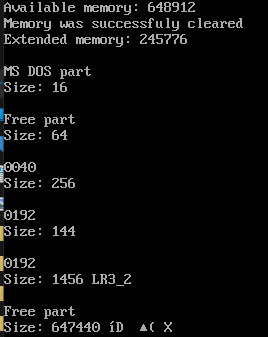 Available memory: 648912
Memory was successfuly cleared
Extended memory: 245776
MS DOS part
Size: 16
Free part
Size: 64
0040
Size: 256
0192
Size: 144
0192
Size: 1456 LR3_2
Free part
Size: 647440 íD ▲( X